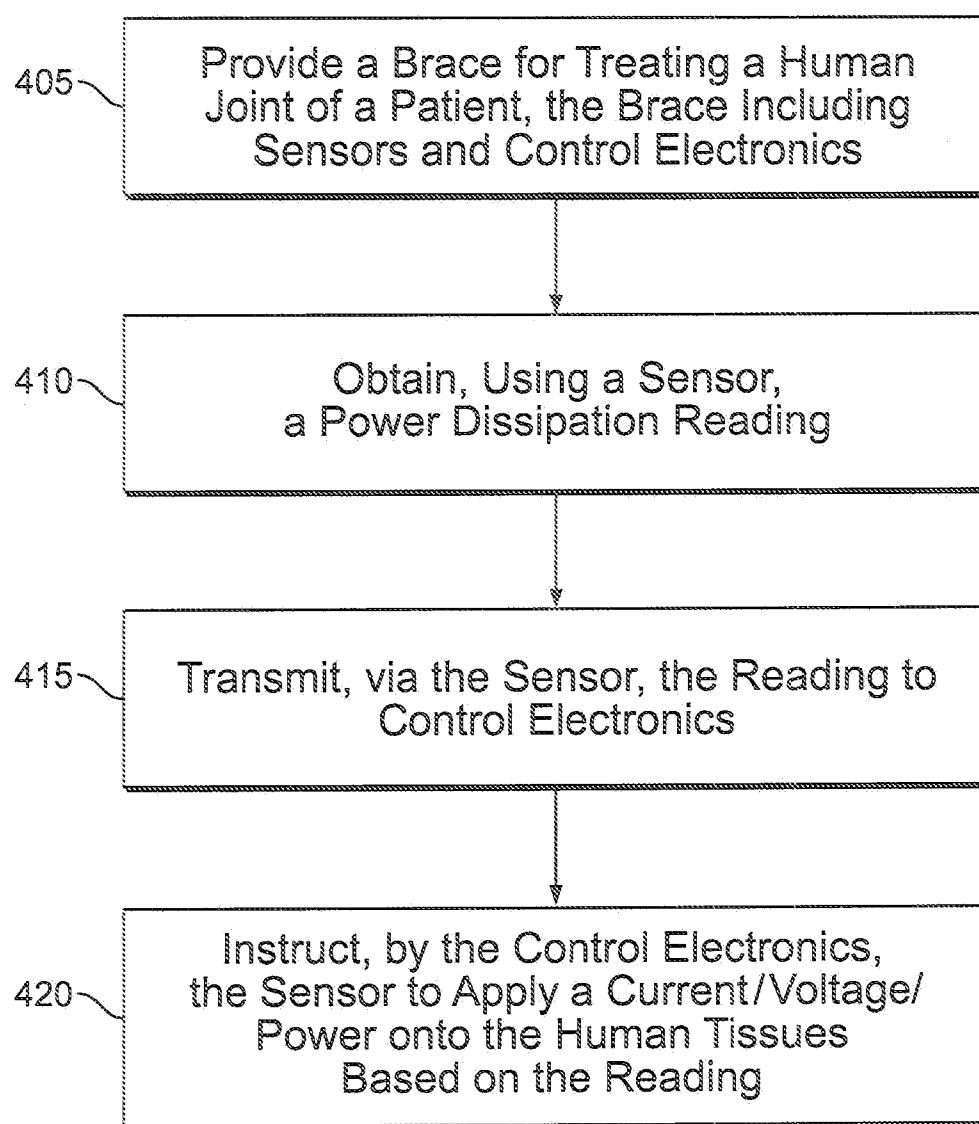 405
Provide a Brace for Treating a Human
Joint of a Patient, the Brace Including
Sensors and Control Electronics
410
Obtain, Using a Sensor,
a Power Dissipation Reading
415
Transmit, via the Sensor, the Reading to
Control Electronics
420
Instruct, by the Control Electronics,
the Sensor to Apply a Current/Voltage/
Power onto the Human Tissues
Based on the Reading